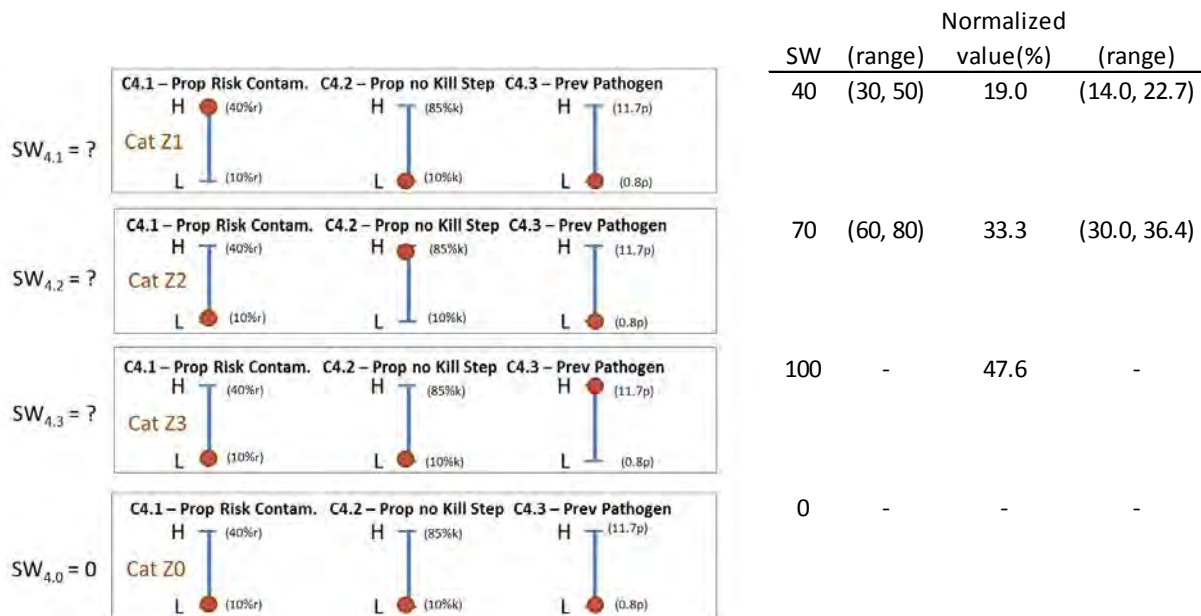 Normalized
SW (range) value(%) (range)
C4.1 – Prop Risk Contam. C4.2 – Prop no Kill Step C4.3 – Prev Pathogen
H (40%r) H (85%k) H (11.7p)
40 (30, 50) 19.0 (14.0, 22.7)
SW4.1 = ? Cat Z1
L (10%r) L (10%k) L (0.8p)
C4.1 – Prop Risk Contam. C4.2 – Prop no Kill Step C4.3 – Prev Pathogen
70 (60, 80) 33.3 (30.0, 36.4)
H (40%r) H (85%k) H (11.7p)
SW4.2 = ? Cat Z2
L (10%r) L (10%k) L (0.8p)
C4.1 – Prop Risk Contam. C4.2 – Prop no Kill Step C4.3 – Prev Pathogen
100 - 47.6 -
H (40%r) H (85%k) H (11.7p)
SW4.3 = ? Cat Z3
L (10%r) L (10%k) L (0.8p)
C4.1 – Prop Risk Contam. C4.2 – Prop no Kill Step C4.3 – Prev Pathogen
0 - - -
H (40%r) H (85%k) H (11.7p)
SW4.0 = 0 Cat Z0
L (10%r) L (10%k) L (0.8p)